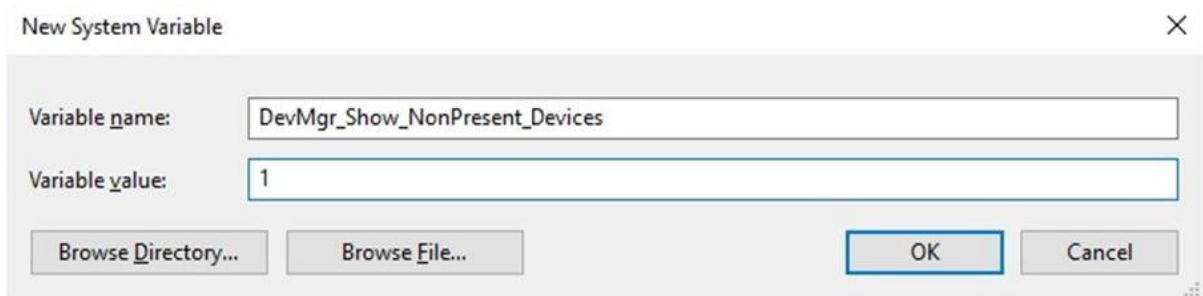 New System Variable
Variable name: DevMgr_Show_NonPresent_Devices
Variable value: 1
Browse Directory... Browse File... OK Cancel